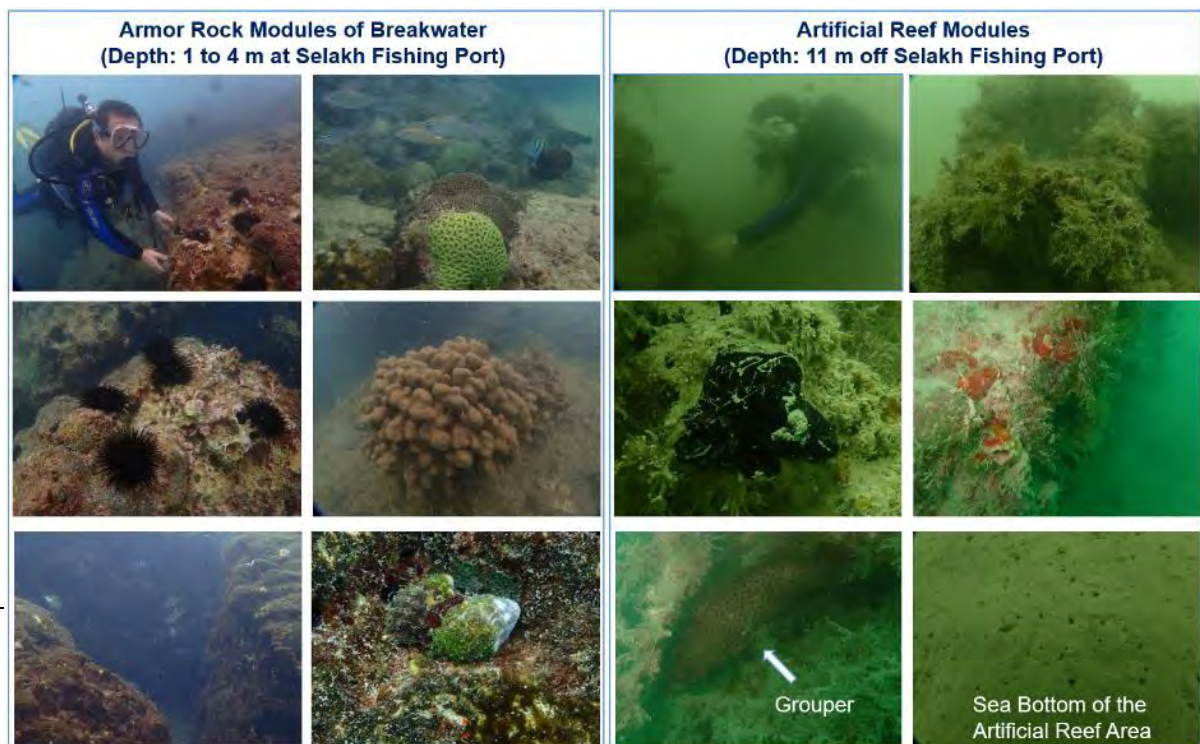 Armor Rock Modules of Breakwater
(Depth: 1 to 4 m at Selakh Fishing Port)
Artificial Reef Modules
(Depth: 11 m off Selakh Fishing Port)
Grouper
Sea Bottom of the
Artificial Reef Area